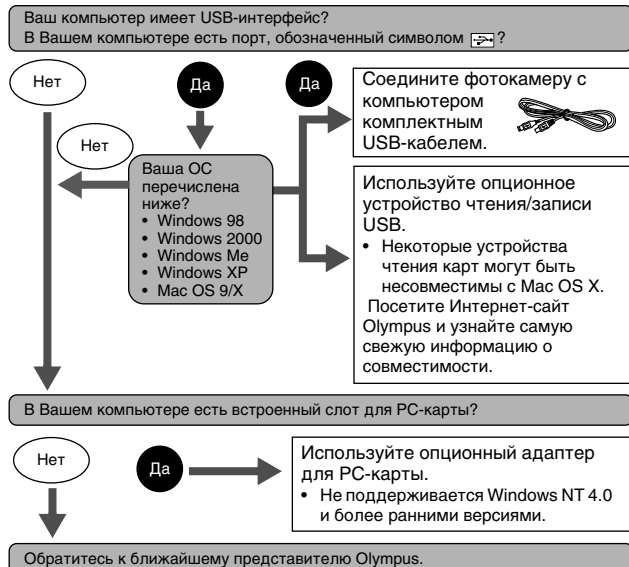 Ваш компьютер имеет USB-интерфейс?
В Вашем компьютере есть порт, обозначенный символом ?
Нет
Да
Да
Соедините фотокамеру с
компьютером
комплектным
USB-кабелем.
Нет
Ваша ОС
перечислена
ниже?
• Windows 98
• Windows 2000
• Windows Me
• Windows XP
• Mac OS 9/X
Используйте опционное
устройство чтения/записи
USB.
• Некоторые устройства
чтения карт могут быть
несовместимы с Mac OS X.
Посетите Интернет-сайт
Olympus и узнайте самую
свежую информацию о
совместимости.
В Вашем компьютере есть встроенный слот для PC-карты?
Нет
Да
Используйте опционный адаптер
для PC-карты.
• Не поддерживается Windows NT 4.0
и более ранними версиями.
Обратитесь к ближайшему представителю Olympus.